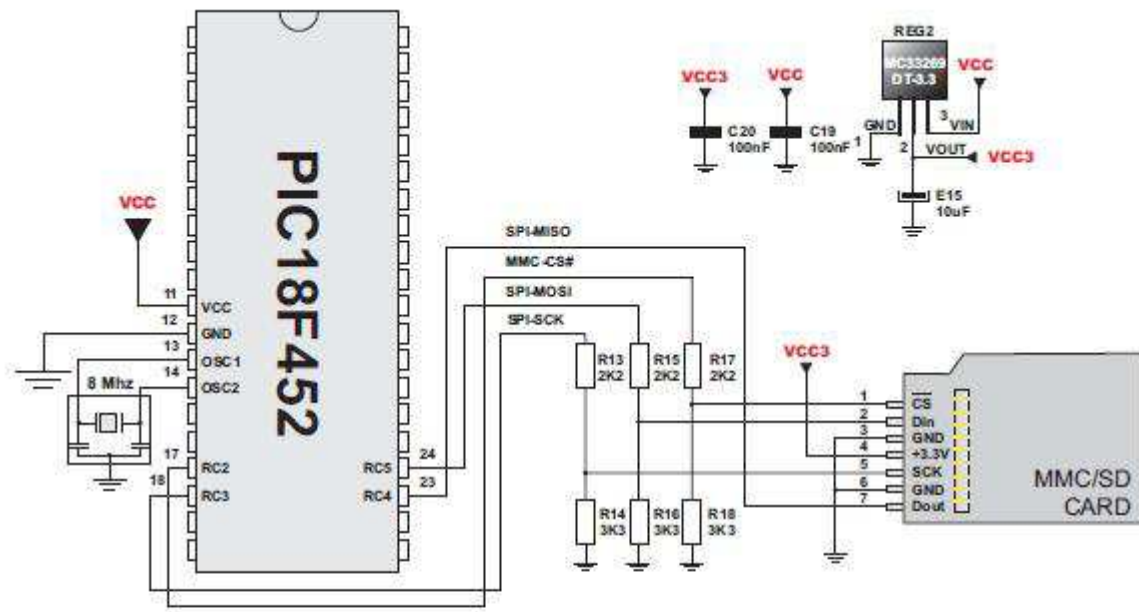 REG2
MC33269
DT-3.3
VCC3
VCC
VCC
C20
100nF
C19
100nF
1
GND
2
3
VIN
VOUT
VCC3
E15
10uF
PIC18F452
VCC
11
VCC
12
GND
13
OSC1
14
OSC2
8 Mhz
17
RC2
18
RC3
24
RC5
23
RC4
SPI-MISO
MMC-CS#
SPI-MOSI
SPI-SCK
R13
2K2
R15
2K2
R17
2K2
R14
3K3
R16
3K3
R18
3K3
VCC3
1
CS
2
Din
3
GND
4
+3.3V
5
SCK
6
GND
7
Dout
MMC/SD
CARD